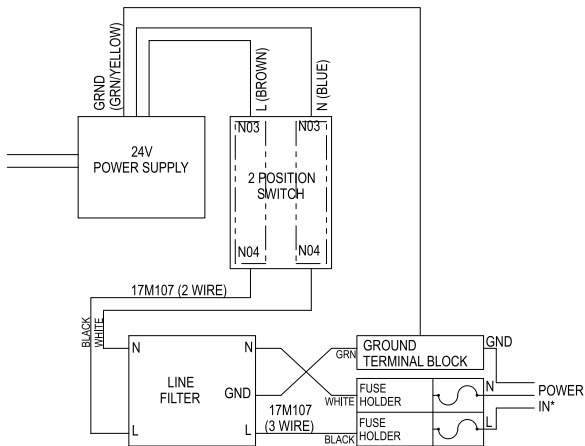 GRND
(GRN/YELLOW)
L (BROWN)
N (BLUE)
24V
POWER SUPPLY
N03
N03
2 POSITION
SWITCH
N04
N04
17M107 (2 WIRE)
BLACK
WHITE
N
N
LINE
FILTER
GND
L
L
GRN
GROUND
TERMINAL BLOCK
GND
17M107
(3 WIRE)
WHITE
FUSE
HOLDER
N
POWER
IN*
BLACK
FUSE
HOLDER
L